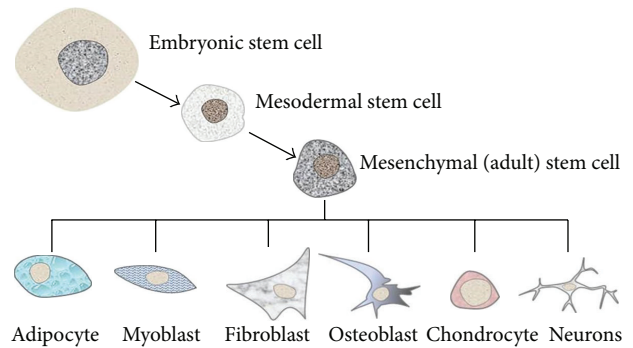 Embryonic stem cell
Mesodermal stem cell
Mesenchymal (adult) stem cell
Adipocyte Myoblast Fibroblast Osteoblast Chondrocyte Neurons